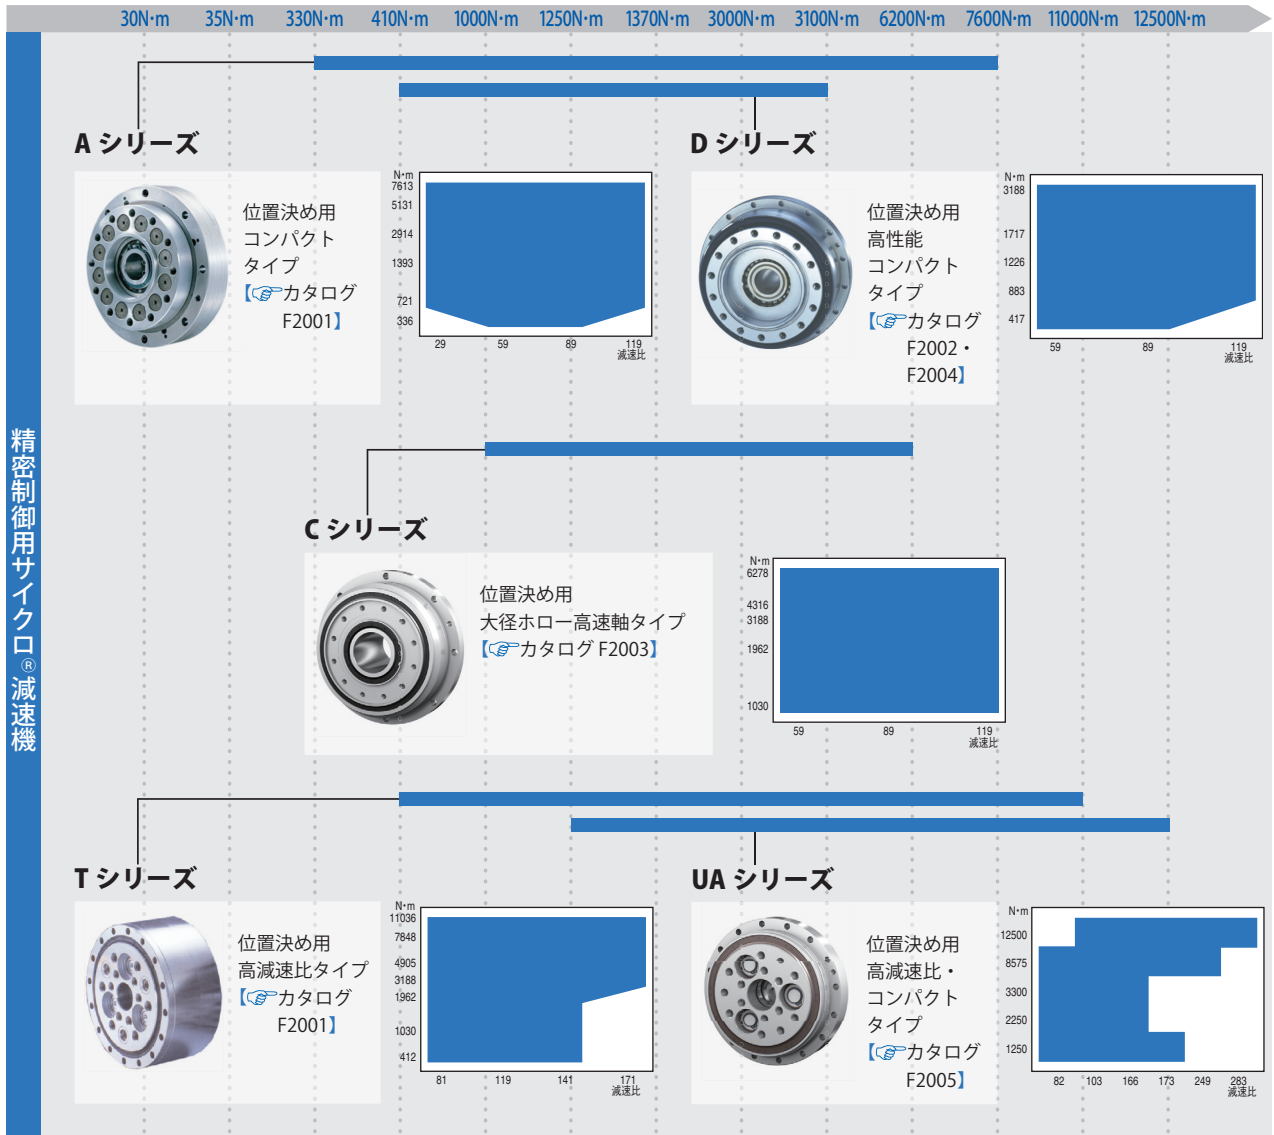 30N·m 35N·m 330N·m 410N·m 1000N·m 1250N·m 1370N·m 3000N·m 3100N·m 6200N·m 7600N·m 11000N·m 12500N·m
精密制御用サイクロ®減速機
A シリーズ
位置決め用
コンパクト
タイプ
【☞カタログ
F2001】
N·m
7613
5131
2914
1393
721
336
29 59 89 119
減速比
D シリーズ
位置決め用
高性能
コンパクト
タイプ
【☞カタログ
F2002・
F2004】
N·m
3188
1717
1226
883
417
59 89 119
減速比
C シリーズ
位置決め用
大径ホロー高速軸タイプ
【☞カタログ F2003】
N·m
6278
4316
3188
1962
1030
59 89 119
減速比
T シリーズ
位置決め用
高減速比タイプ
【☞カタログ
F2001】
N·m
11036
7848
4905
3188
1962
1030
412
81 119 141 171
減速比
UA シリーズ
位置決め用
高減速比・
コンパクト
タイプ
【☞カタログ
F2005】
N·m
12500
8575
3300
2250
1250
82 103 166 173 249 283
減速比